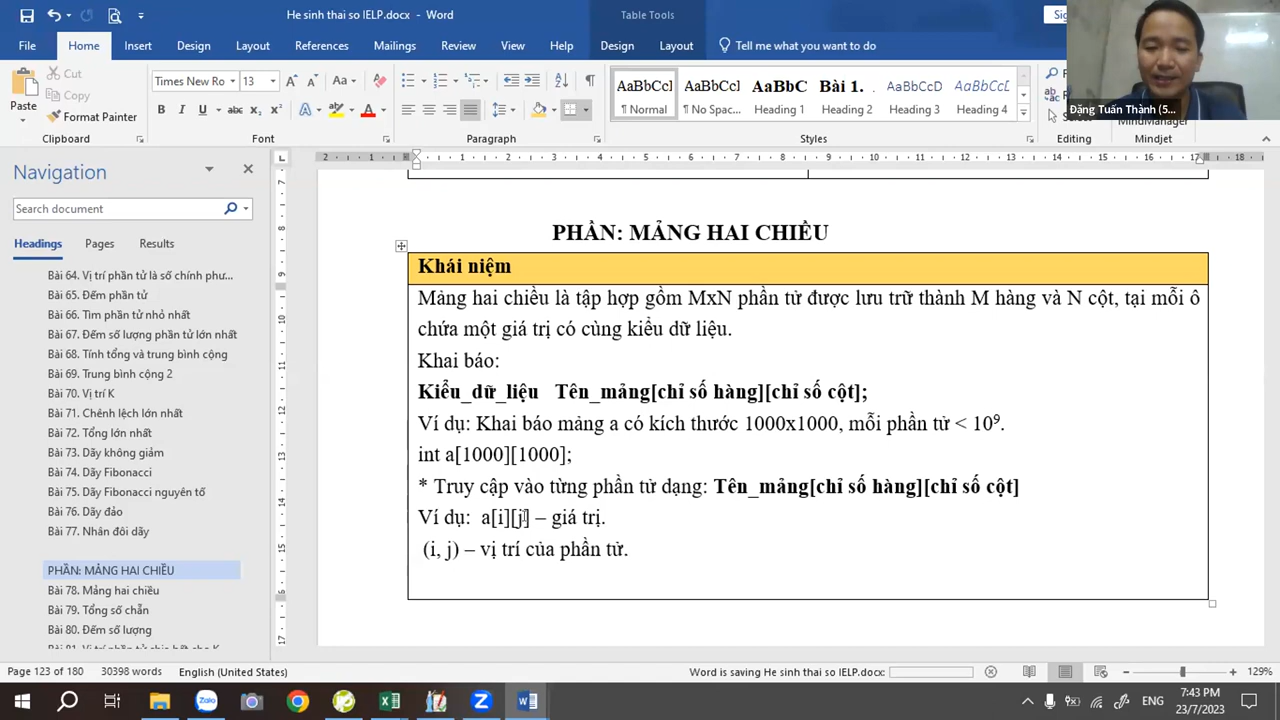 He sinh thai so IELP.docx - Word
Table Tools
File Home Insert Design Layout References Mailings Review View Help Design Layout Tell me what you want to do
Đặng Tuấn Thành (5...
Paste
Cut
Copy
Format Painter
Clipboard
Times New Ro 13
Font
Paragraph
AaBbCcI AaBbCc AaBbC Bài 1. AaBbCcD AaBbCcD
¶ Normal ¶ No Spac... Heading 1 Heading 2 Heading 3 Heading 4
Styles
Editing
MindManager
Mindjet
Navigation
Search document
Headings Pages Results
Bài 64. Vị trí phần tử là số chính phư...
Bài 65. Đếm phần tử
Bài 66. Tìm phần tử nhỏ nhất
Bài 67. Đếm số lượng phần tử lớn nhất
Bài 68. Tính tổng và trung bình cộng
Bài 69. Trung bình cộng 2
Bài 70. Vị trí K
Bài 71. Chênh lệch lớn nhất
Bài 72. Tổng lớn nhất
Bài 73. Dãy không giảm
Bài 74. Dãy Fibonacci
Bài 75. Dãy Fibonacci nguyên tố
Bài 76. Dãy đảo
Bài 77. Nhân đôi dãy
PHẦN: MẢNG HAI CHIỀU
Bài 78. Mảng hai chiều
Bài 79. Tổng số chẵn
Bài 80. Đếm số lượng
Bài 81. Vị trí phần tử chia hết cho K
PHẦN: MẢNG HAI CHIỀU
Khái niệm
Mảng hai chiều là tập hợp gồm MxN phần tử được lưu trữ thành M hàng và N cột, tại mỗi ô
chứa một giá trị có cùng kiểu dữ liệu.
Khai báo:
Kiểu_dữ_liệu Tên_mảng[chỉ số hàng][chỉ số cột];
Ví dụ: Khai báo mảng a có kích thước 1000x1000, mỗi phần tử < 10⁹.
int a[1000][1000];
* Truy cập vào từng phần tử dạng: Tên_mảng[chỉ số hàng][chỉ số cột]
Ví dụ: a[i][j] – giá trị.
(i, j) – vị trí của phần tử.
Page 123 of 180 30398 words English (United States) Word is saving He sinh thai so IELP.docx: 129%
ENG
7:43 PM
23/7/2023